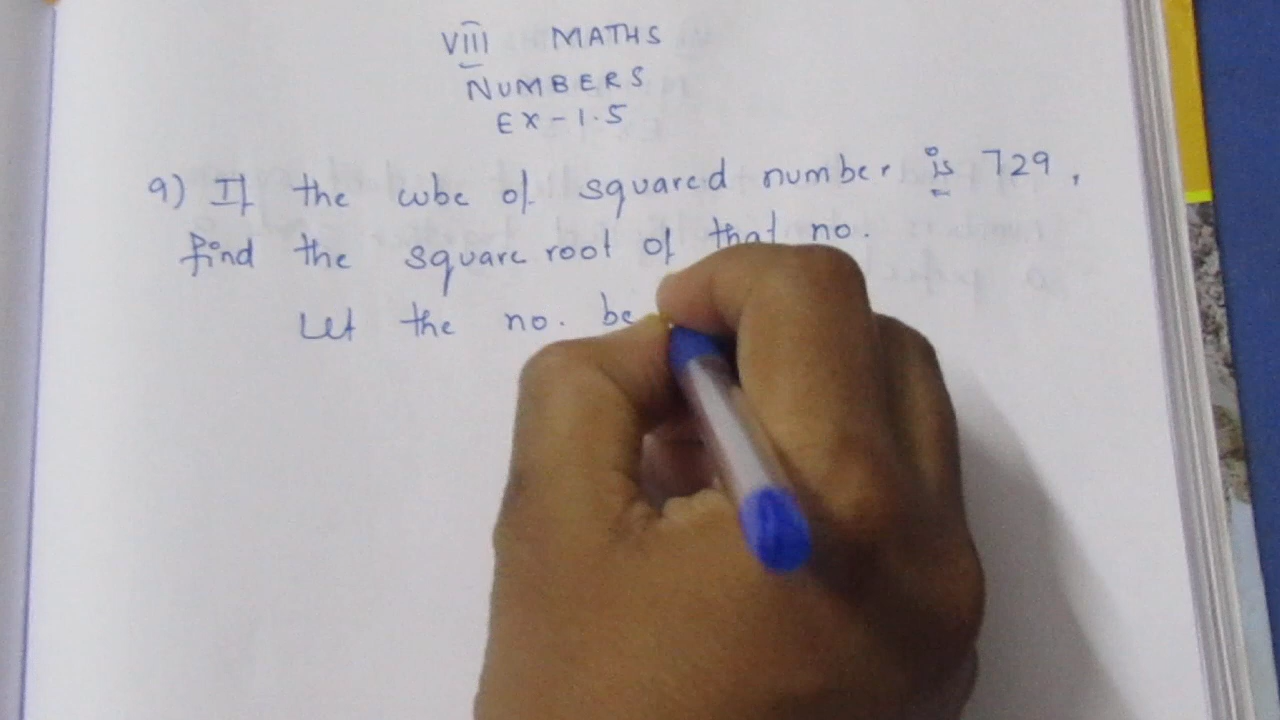 VIII MATHS
NUMBERS
EX-1.5
9) If the cube of squared number is 729,
find the square root of that no.
Let the no. be